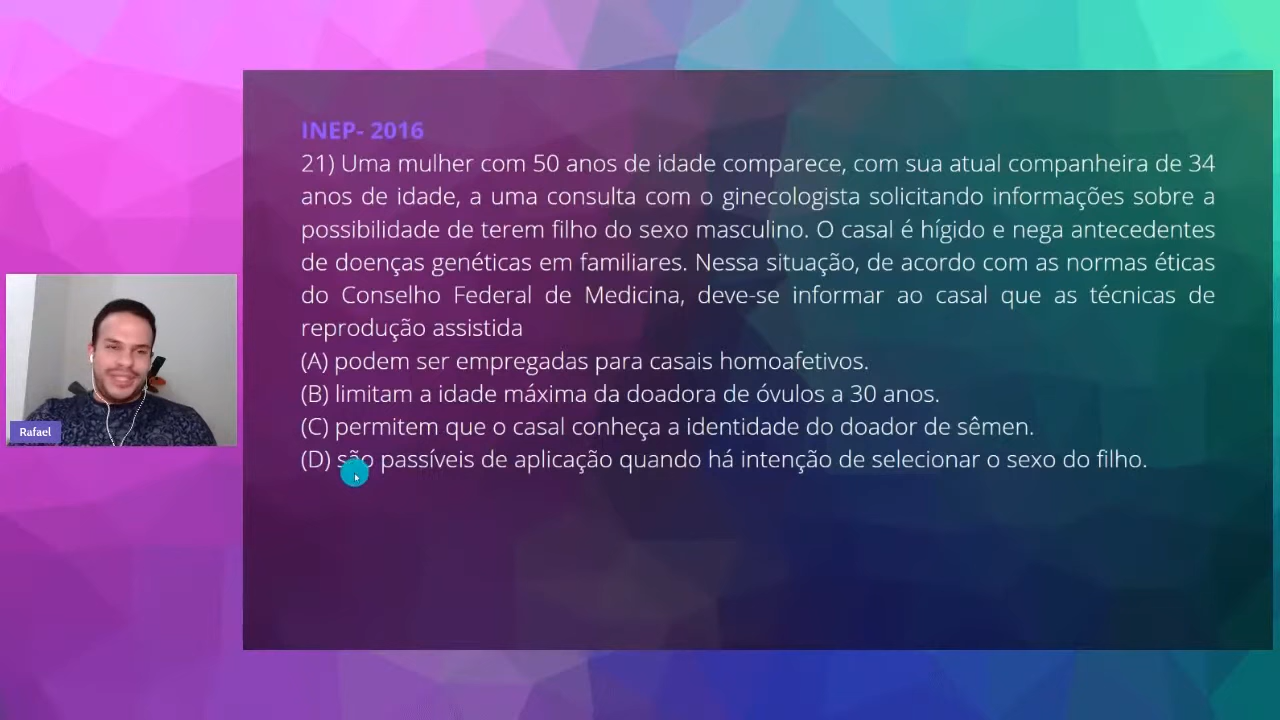 INEP- 2016
21) Uma mulher com 50 anos de idade comparece, com sua atual companheira de 34
anos de idade, a uma consulta com o ginecologista solicitando informações sobre a
possibilidade de terem filho do sexo masculino. O casal é hígido e nega antecedentes
de doenças genéticas em familiares. Nessa situação, de acordo com as normas éticas
do Conselho Federal de Medicina, deve-se informar ao casal que as técnicas de
reprodução assistida
(A) podem ser empregadas para casais homoafetivos.
(B) limitam a idade máxima da doadora de óvulos a 30 anos.
(C) permitem que o casal conheça a identidade do doador de sêmen.
(D) são passíveis de aplicação quando há intenção de selecionar o sexo do filho.
Rafael